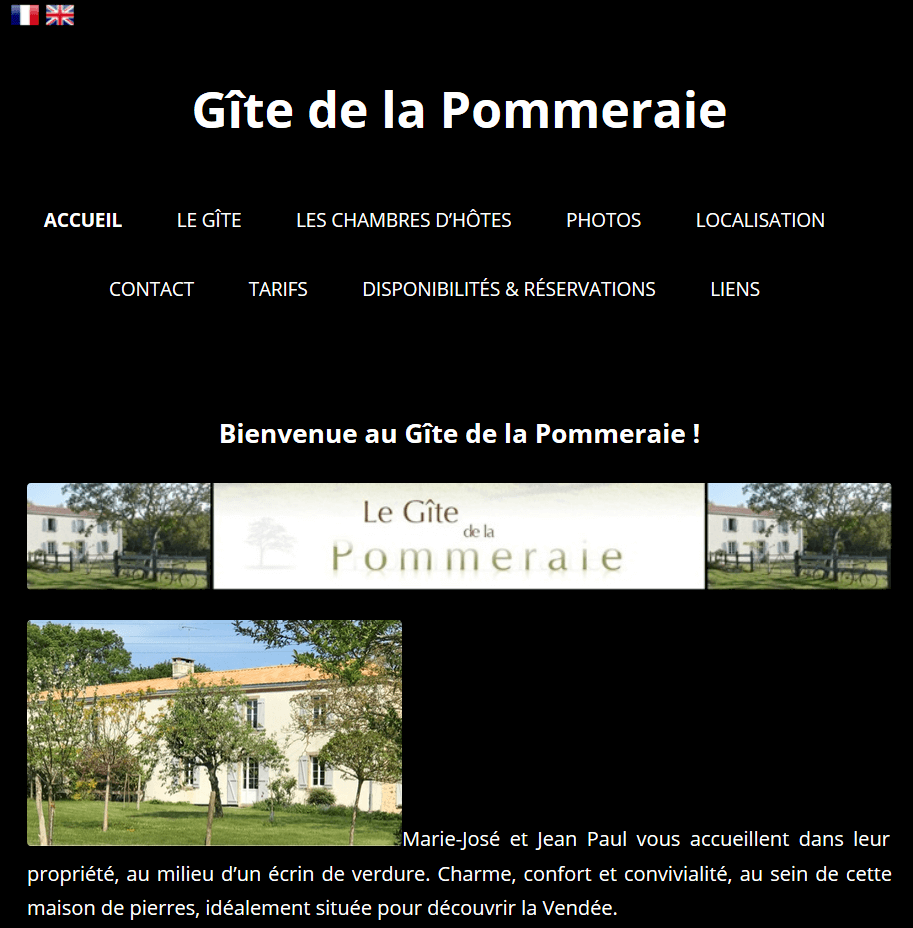 Gîte de la Pommeraie
ACCUEIL LE GÎTE LES CHAMBRES D’HÔTES PHOTOS LOCALISATION
CONTACT TARIFS DISPONIBILITÉS & RÉSERVATIONS LIENS
Bienvenue au Gîte de la Pommeraie !
Le Gîte
de la
Pommeraie
Marie-José et Jean Paul vous accueillent dans leur
propriété, au milieu d’un écrin de verdure. Charme, confort et convivialité, au sein de cette
maison de pierres, idéalement située pour découvrir la Vendée.